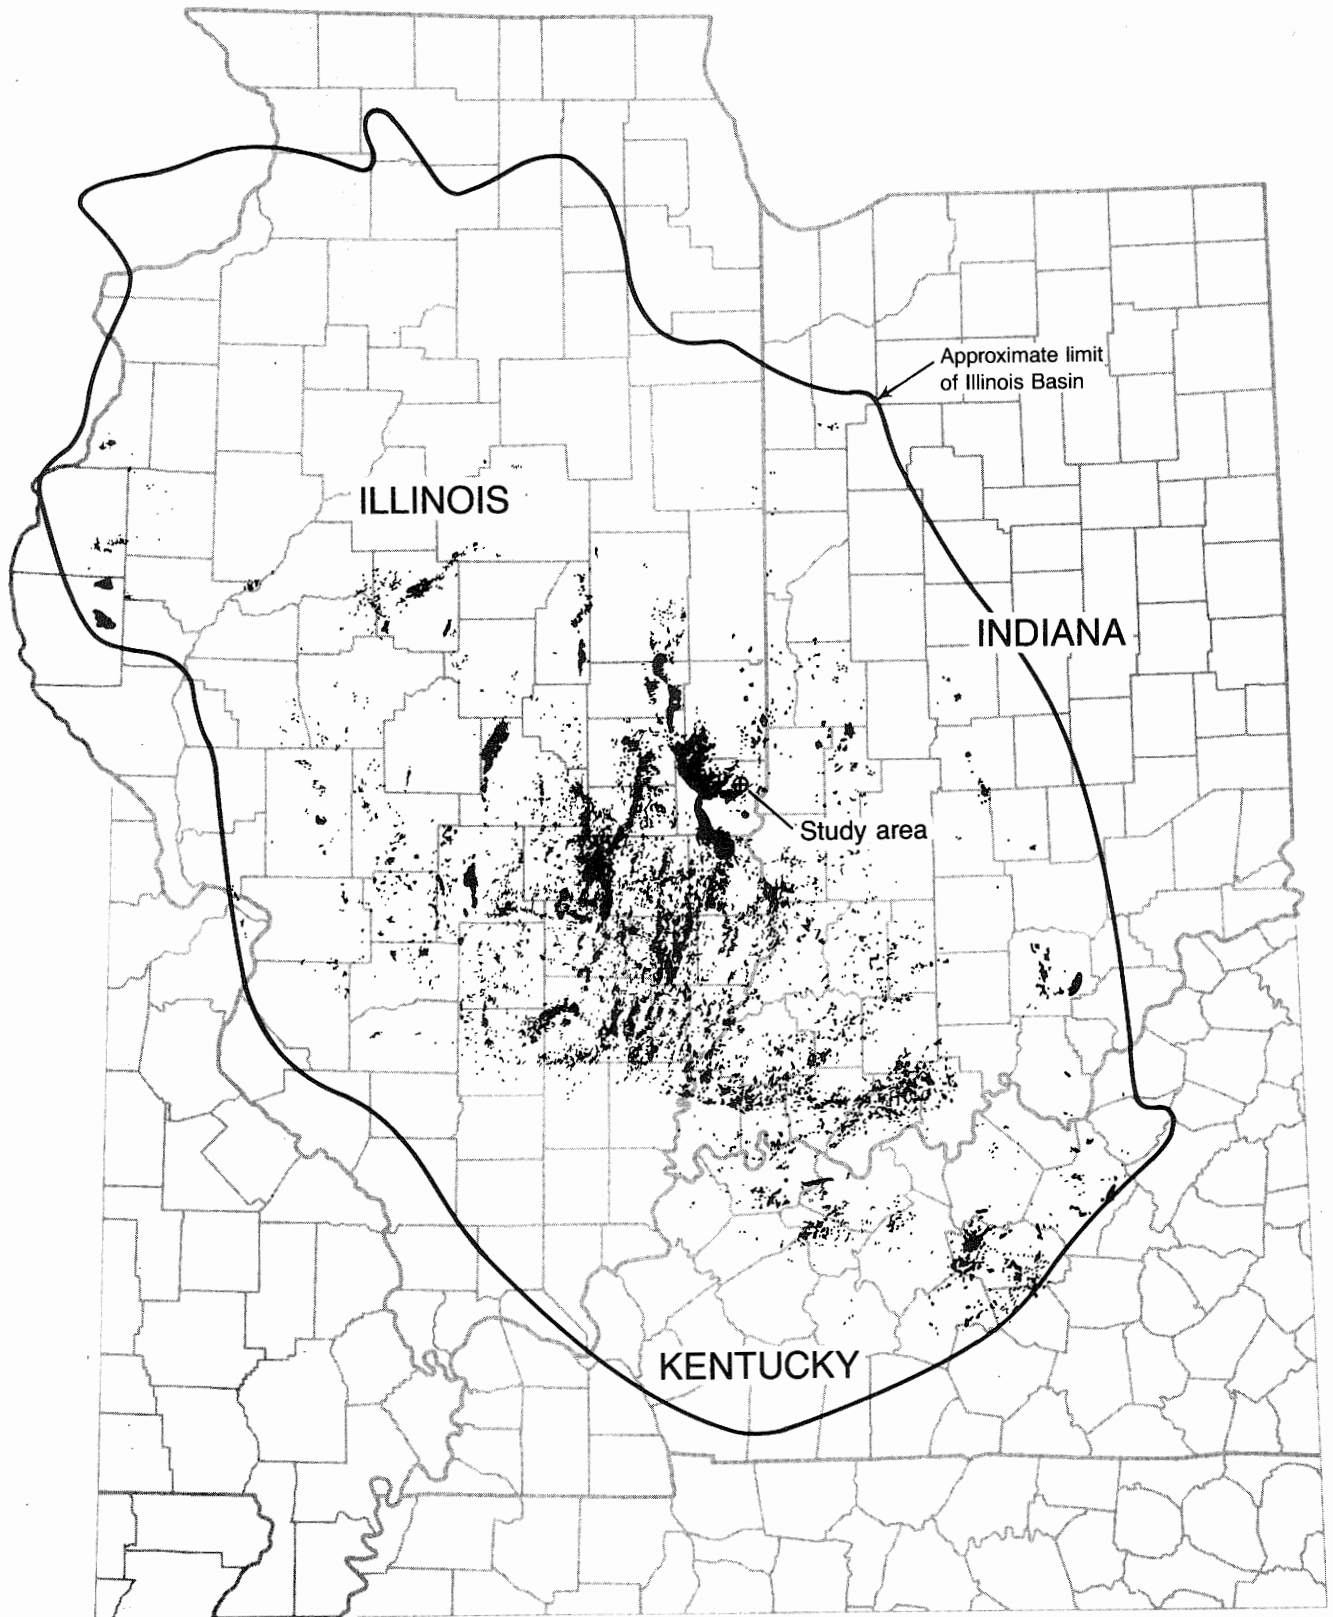 Approximate limit
of Illinois Basin
ILLINOIS
INDIANA
Study area
KENTUCKY